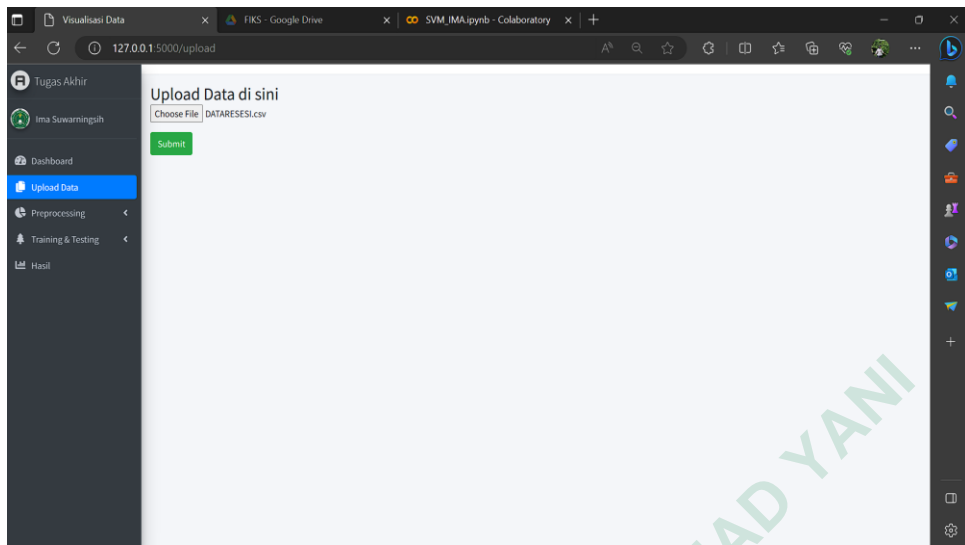 Visualisasi Data
FIKS - Google Drive
SVM_IMA.ipynb - Colaboratory
127.0.0.1:5000/upload
Tugas Akhir
Ima Suwarningsih
Dashboard
Upload Data
Preprocessing
Training & Testing
Hasil
Upload Data di sini
Choose File DATARESESI.csv
Submit
AD YANI